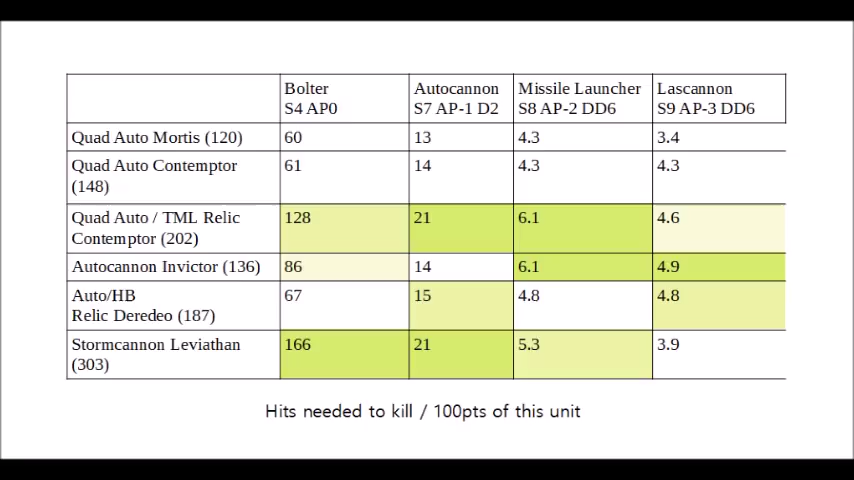 Bolter Autocannon Missile Launcher Lascannon
S4 AP0 S7 AP-1 D2 S8 AP-2 DD6 S9 AP-3 DD6
Quad Auto Mortis (120) 60 13 4.3 3.4
Quad Auto Contemptor 61 14 4.3 4.3
(148)
Quad Auto / TML Relic 128 21 6.1 4.6
Contemptor (202)
Autocannon Invictor (136) 86 14 6.1 4.9
Auto/HB 67 15 4.8 4.8
Relic Deredeo (187)
Stormcannon Leviathan 166 21 5.3 3.9
(303)
Hits needed to kill / 100pts of this unit